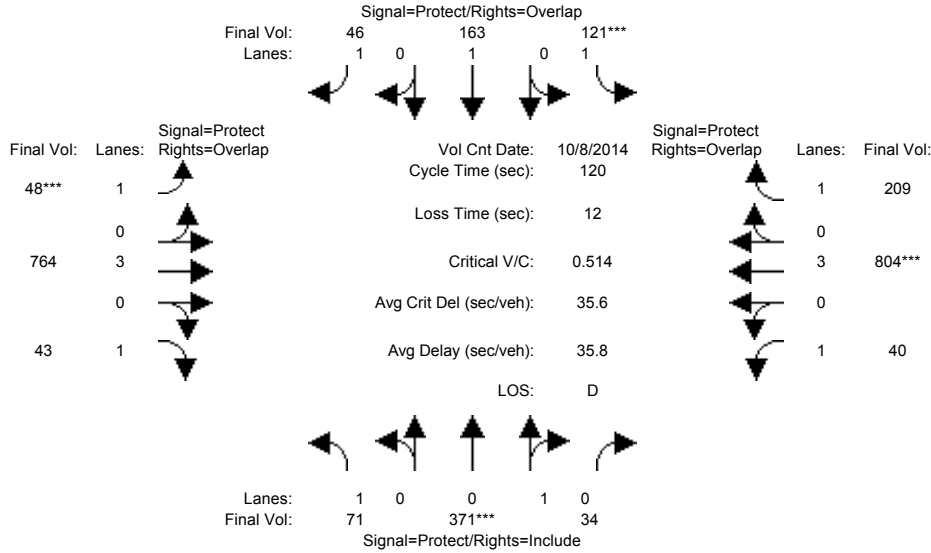 Signal=Protect/Rights=Overlap
Final Vol: 46 163 121***
Lanes: 1 0 1 0 1
Signal=Protect
Final Vol: Lanes: Rights=Overlap
Vol Cnt Date: 10/8/2014
Signal=Protect
Rights=Overlap Lanes: Final Vol:
Cycle Time (sec): 120
48*** 1
1 209
Loss Time (sec): 12
0
0
764 3
Critical V/C: 0.514
3 804***
0
Avg Crit Del (sec/veh): 35.6
0
43 1
Avg Delay (sec/veh): 35.8
1 40
LOS: D
Lanes: 1 0 0 1 0
Final Vol: 71 371*** 34
Signal=Protect/Rights=Include